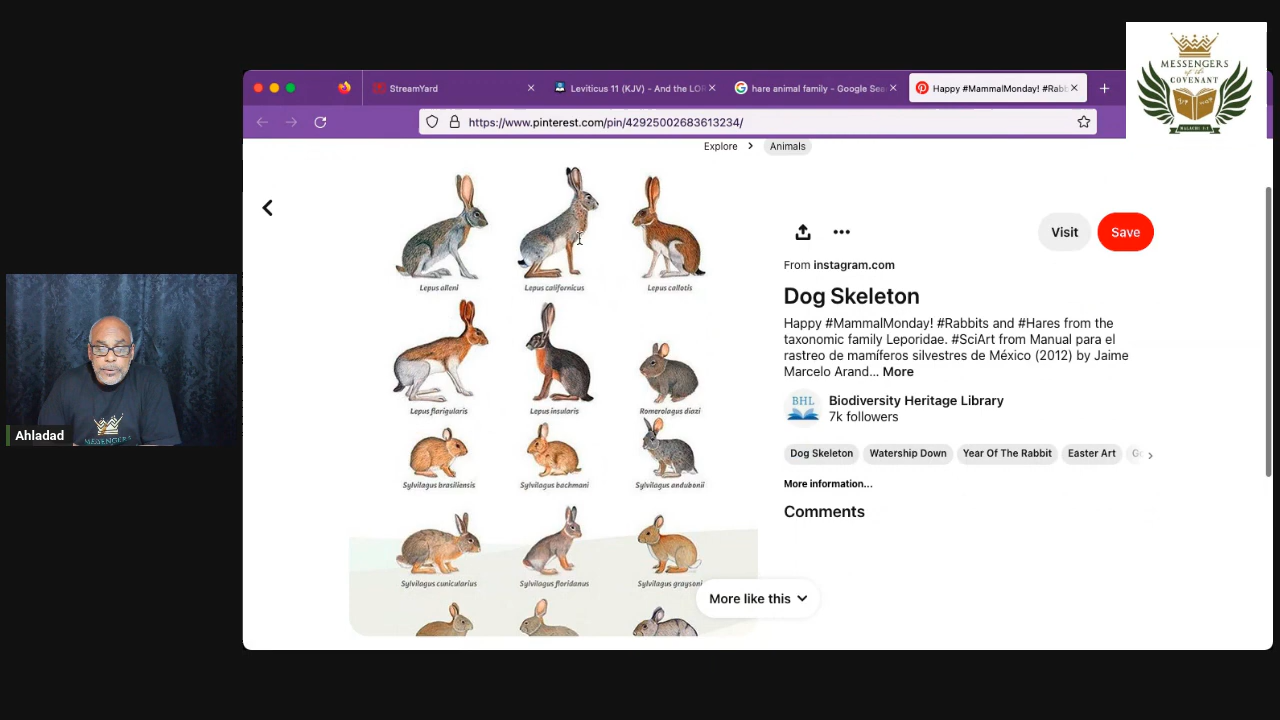 MESSENGERS
of the
COVENANT
StreamYard
Leviticus 11 (KJV) - And the LOR
hare animal family - Google Sea
Happy #MammalMonday! #Rabb
https://www.pinterest.com/pin/42925002683613234/
Explore
Animals
Lepus alleni
Lepus californicus
Lepus callotis
Lepus flavigularis
Lepus insularis
Romerolagus diazi
Sylvilagus brasiliensis
Sylvilagus bachmani
Sylvilagus audubonii
Sylvilagus cunicularius
Sylvilagus floridanus
Sylvilagus graysoni
More like this
Visit
Save
From instagram.com
Dog Skeleton
Happy #MammalMonday! #Rabbits and #Hares from the
taxonomic family Leporidae. #SciArt from Manual para el
rastreo de mamíferos silvestres de México (2012) by Jaime
Marcelo Arand... More
BHL
Biodiversity Heritage Library
7k followers
Dog Skeleton
Watership Down
Year Of The Rabbit
Easter Art
More information...
Comments
Ahladad
MESSENGERS